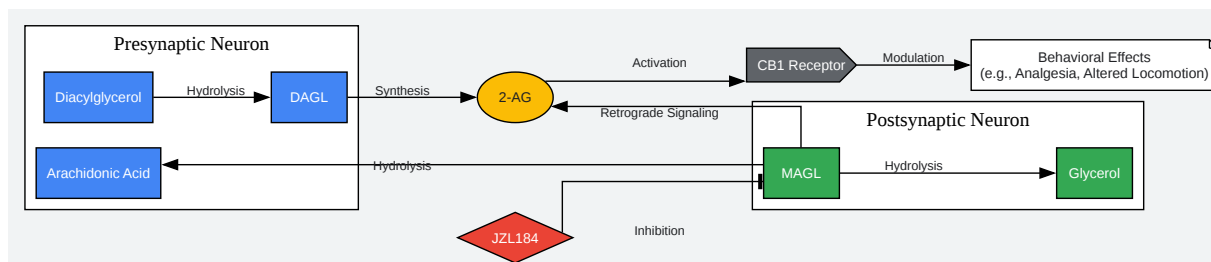 Presynaptic Neuron
Diacylglycerol
Hydrolysis
DAGL
Synthesis
2-AG
Activation
CB1 Receptor
Modulation
Behavioral Effects
(e.g., Analgesia, Altered Locomotion)
Retrograde Signaling
Postsynaptic Neuron
Arachidonic Acid
Hydrolysis
MAGL
Hydrolysis
Glycerol
JZL184
Inhibition